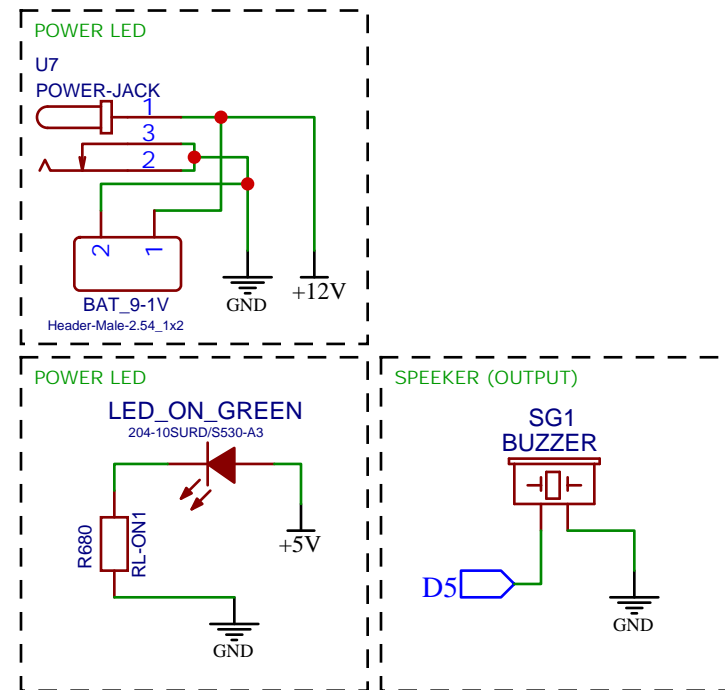 POWER LED
U7
POWER-JACK
1
3
2
2
1
BAT_9-1V
Header-Male-2.54_1x2
GND
+12V
POWER LED
LED_ON_GREEN
204-10SURD/S530-A3
R680
RL-ON1
+5V
GND
SPEEKER (OUTPUT)
SG1
BUZZER
D5
GND